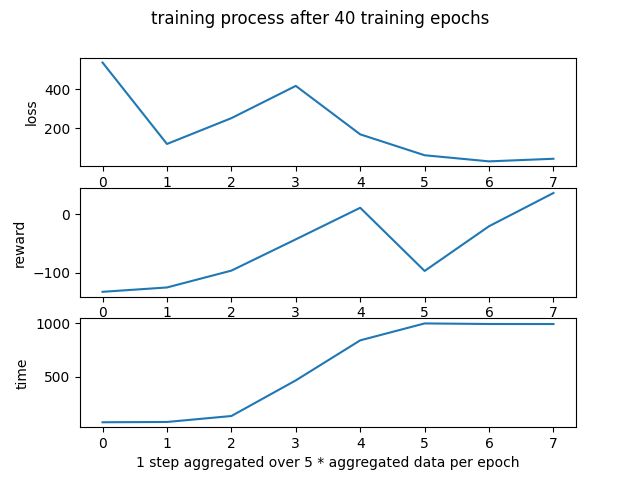 training process after 40 training epochs
400
200
loss
0 1 2 3 4 5 6 7
0
−100
reward
0 1 2 3 4 5 6 7
1000
500
time
0 1 2 3 4 5 6 7
1 step aggregated over 5 * aggregated data per epoch